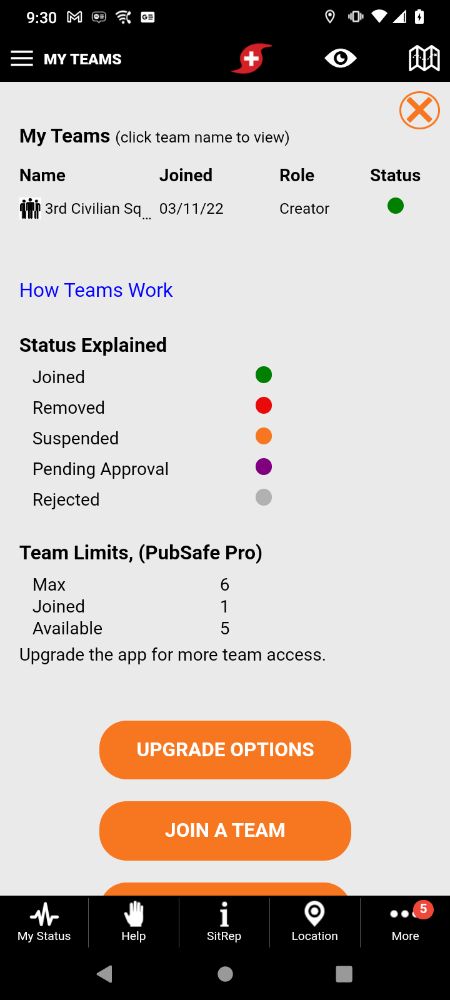 9:30
MY TEAMS
My Teams (click team name to view)
Name Joined Role Status
3rd Civilian Sq... 03/11/22 Creator
How Teams Work
Status Explained
Joined
Removed
Suspended
Pending Approval
Rejected
Team Limits, (PubSafe Pro)
Max 6
Joined 1
Available 5
Upgrade the app for more team access.
UPGRADE OPTIONS
JOIN A TEAM
5
My Status Help SitRep Location More